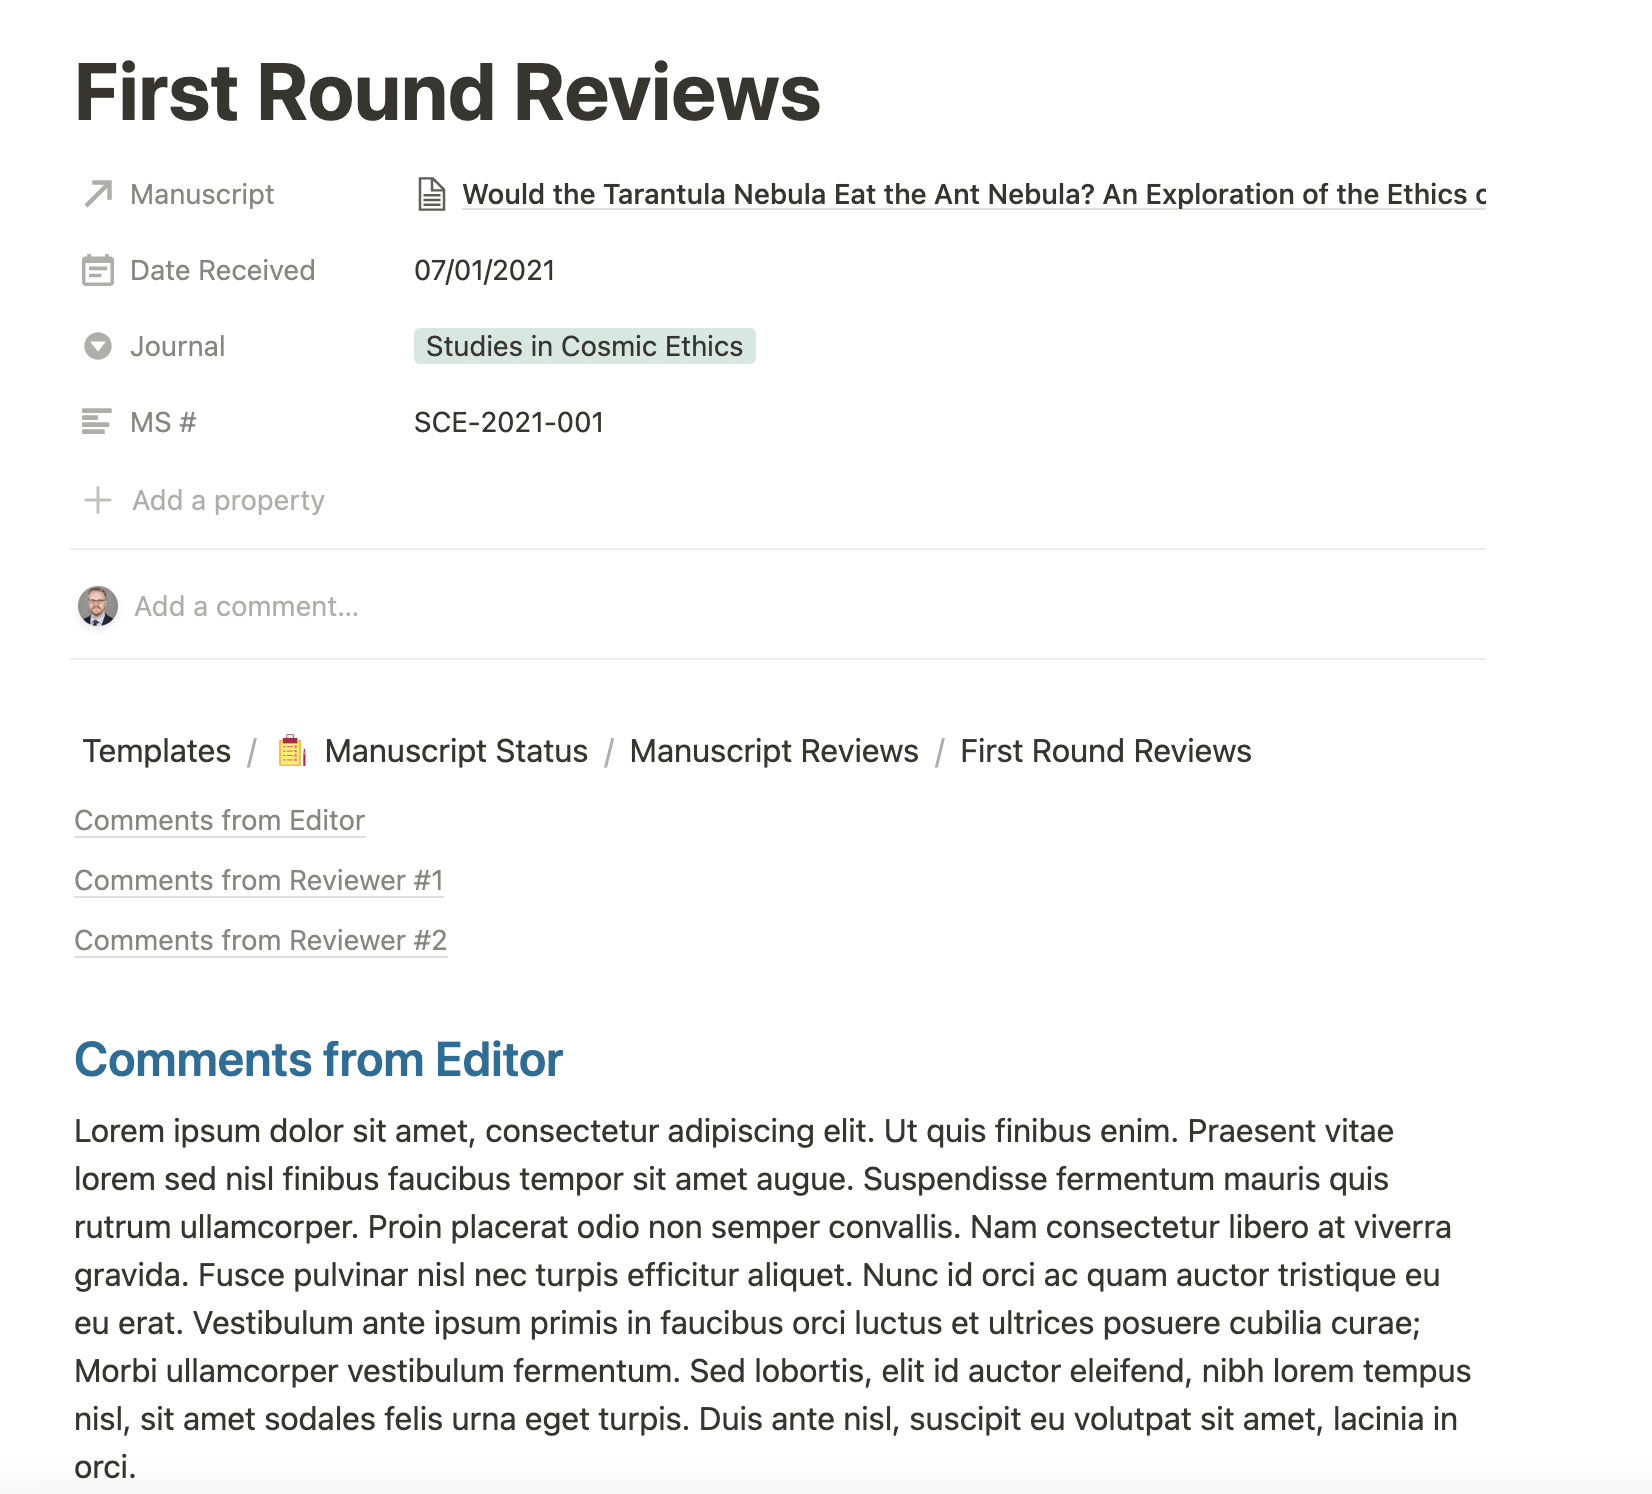 First Round Reviews
Manuscript
Would the Tarantula Nebula Eat the Ant Nebula? An Exploration of the Ethics
Date Received
07/01/2021
Journal
Studies in Cosmic Ethics
MS #
SCE-2021-001
Add a property
Add a comment...
Templates / Manuscript Status / Manuscript Reviews / First Round Reviews
Comments from Editor
Comments from Reviewer #1
Comments from Reviewer #2
Comments from Editor
Lorem ipsum dolor sit amet, consectetur adipiscing elit. Ut quis finibus enim. Praesent vitae
lorem sed nisl finibus faucibus tempor sit amet augue. Suspendisse fermentum mauris quis
rutrum ullamcorper. Proin placerat odio non semper convallis. Nam consectetur libero at viverra
gravida. Fusce pulvinar nisl nec turpis efficitur aliquet. Nunc id orci ac quam auctor tristique eu
eu erat. Vestibulum ante ipsum primis in faucibus orci luctus et ultrices posuere cubilia curae;
Morbi ullamcorper vestibulum fermentum. Sed lobortis, elit id auctor eleifend, nibh lorem tempus
nisl, sit amet sodales felis urna eget turpis. Duis ante nisl, suscipit eu volutpat sit amet, lacinia in
orci.